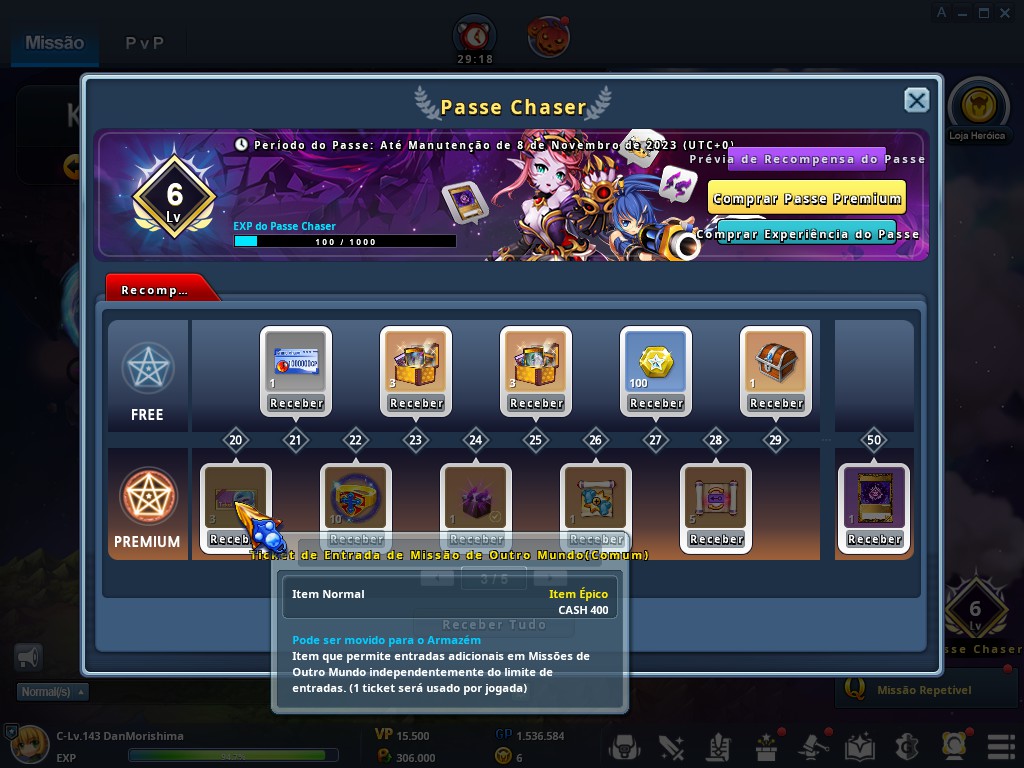 Missão
PvP
A
29:18
K
Loja Heróica
Passe Chaser
Período do Passe: Até Manutenção de 8 de Novembro de 2023 (UTC+0)
Prévia de Recompensa do Passe
6
Lv
Comprar Passe Premium
EXP do Passe Chaser
100 / 1000
Comprar Experiência do Passe
Recomp...
FREE
1
Receber
3
Receber
3
Receber
100
Receber
1
Receber
20 21 22 23 24 25 26 27 28 29 ... 50
PREMIUM
3
Receb
10
Receber
1
Receber
1
Receber
5
Receber
1
Receber
Ticket de Entrada de Missão de Outro Mundo(Comum)
3 / 5
Item Normal
Item Épico
CASH 400
Receber Tudo
Pode ser movido para o Armazém
Item que permite entradas adicionais em Missões de
Outro Mundo independentemente do limite de
entradas. (1 ticket será usado por jogada)
6
Lv
sse Chaser
Normal(/s)
Missão Repetível
C-Lv.143 DanMorishima
EXP
VP 15.500
GP 1.536.584
306.000
6